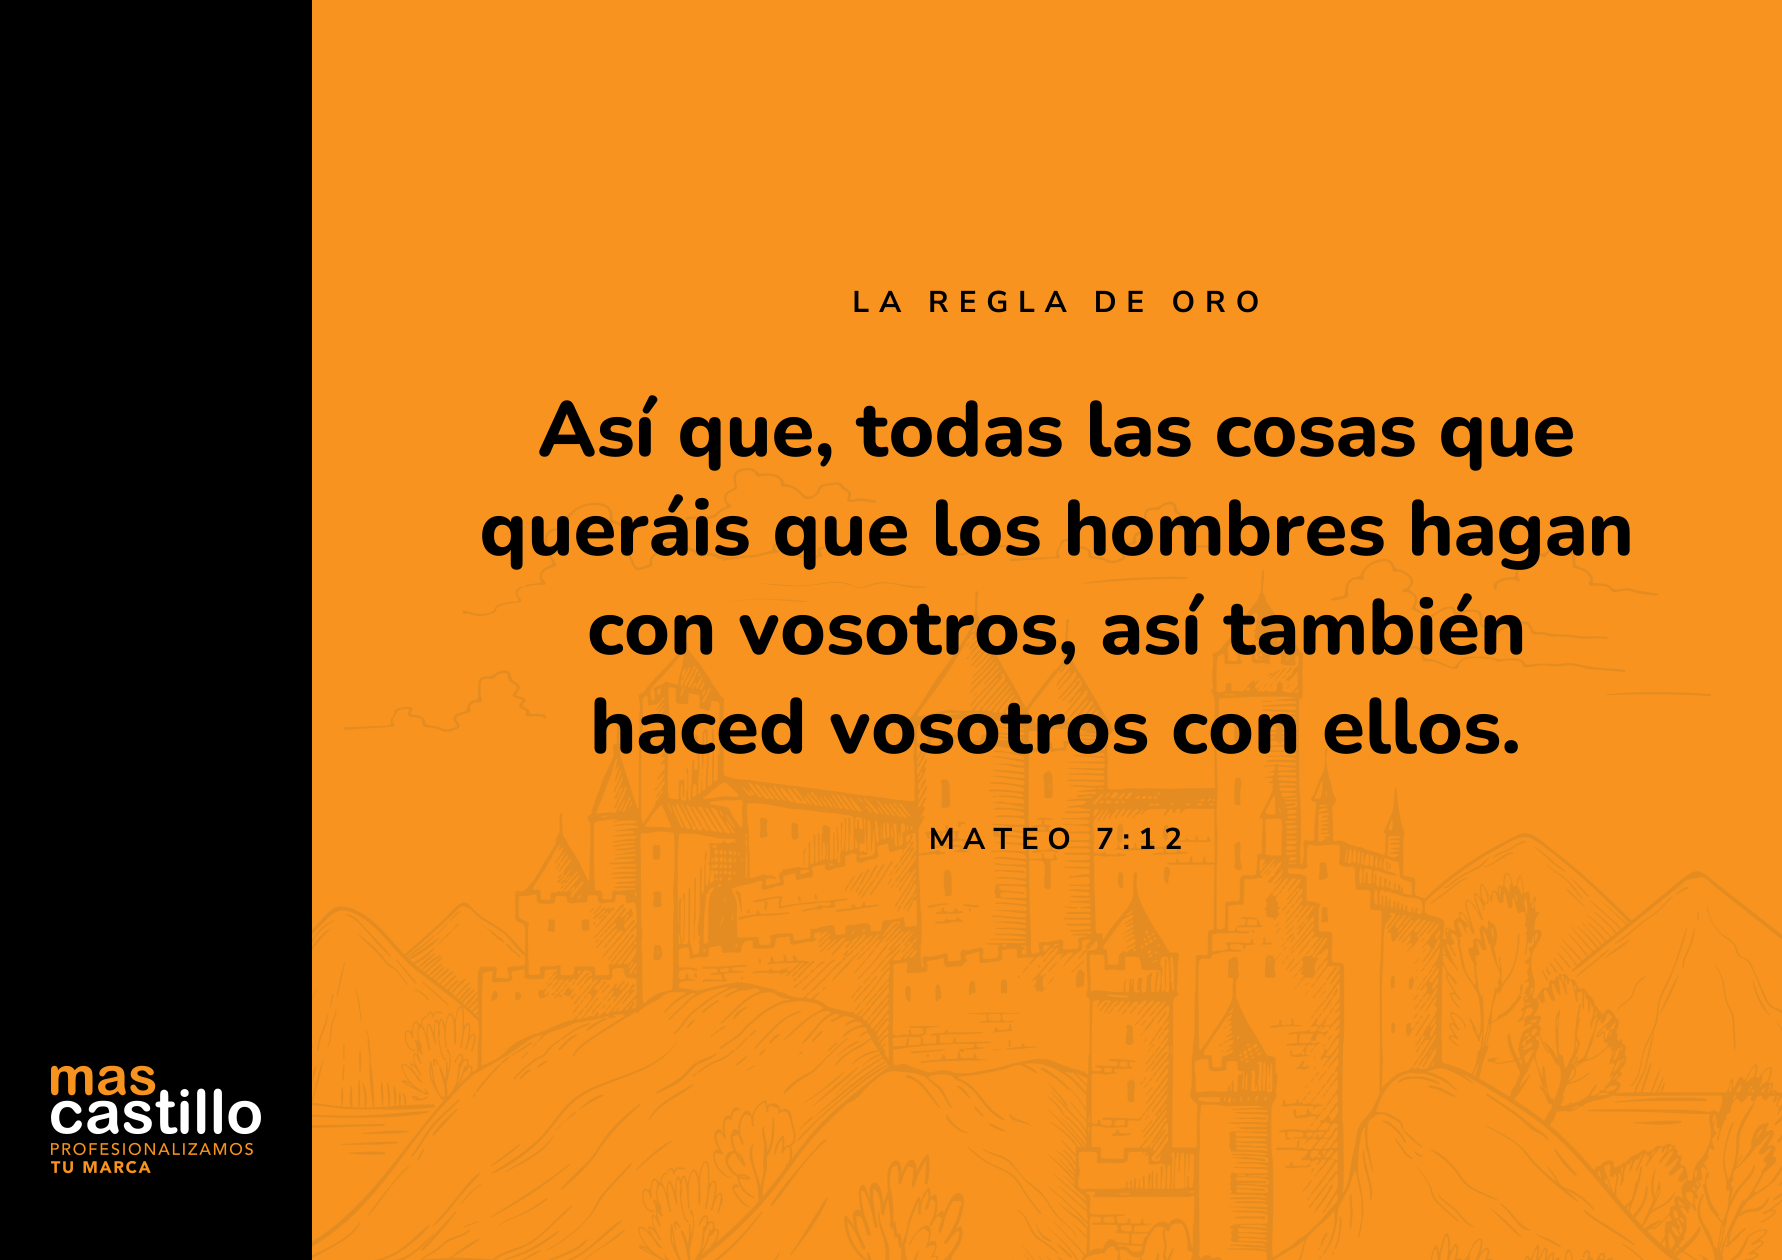 LA REGLA DE ORO
Así que, todas las cosas que
queráis que los hombres hagan
con vosotros, así también
haced vosotros con ellos.
MATEO 7:12
mas
castillo
PROFESIONALIZAMOS
TU MARCA